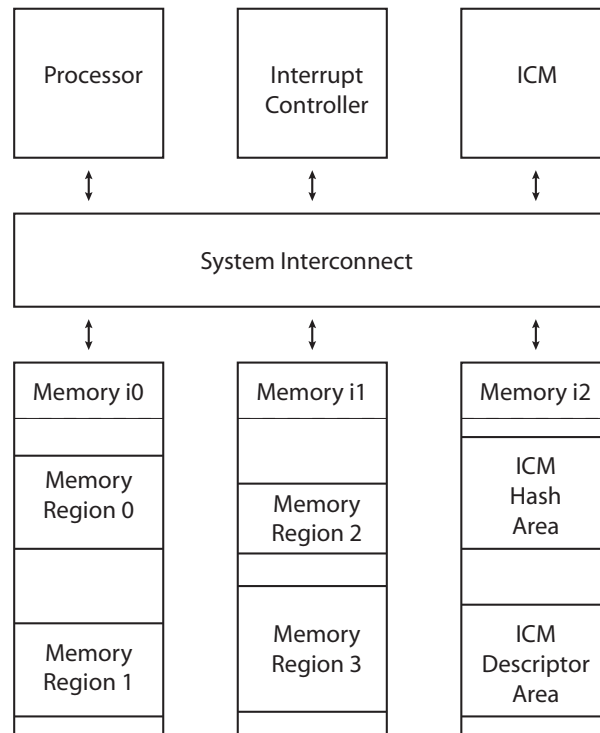 Processor
Interrupt
Controller
ICM
System Interconnect
Memory i0
Memory i1
Memory i2
Memory
Region 0
Memory
Region 1
Memory
Region 2
Memory
Region 3
ICM
Hash
Area
ICM
Descriptor
Area